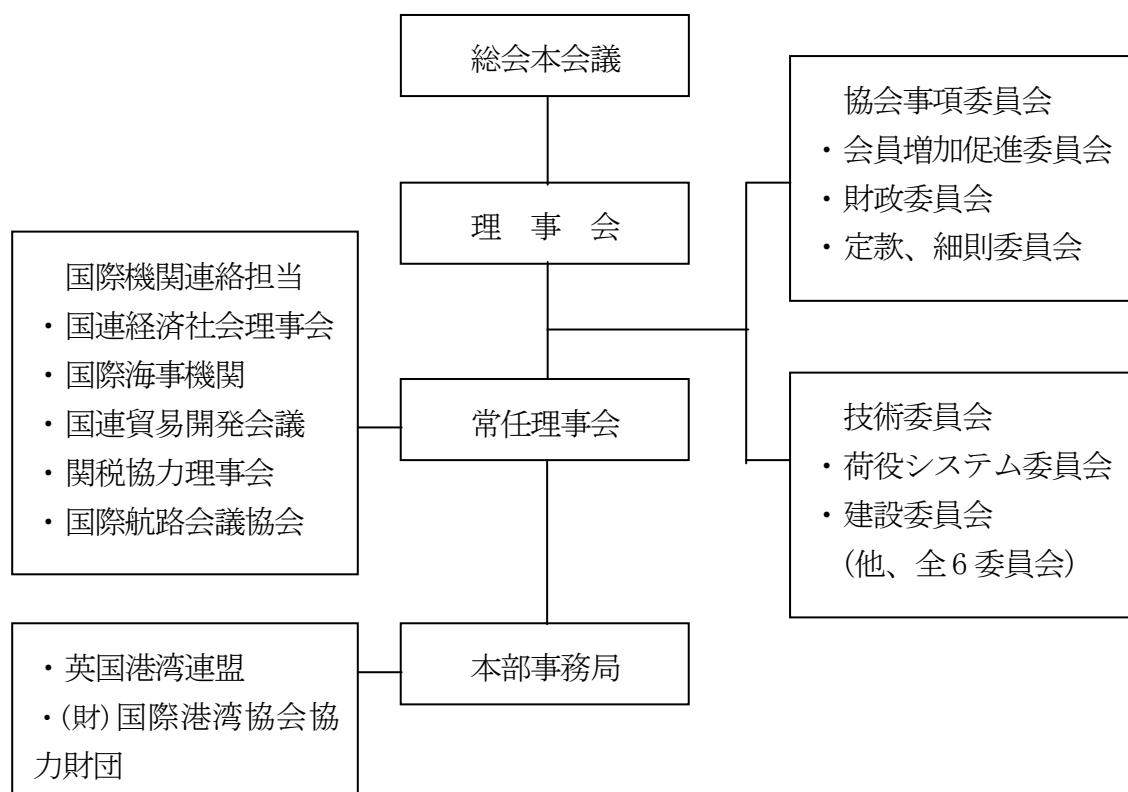 総会本会議
協会事項委員会
・会員増加促進委員会
・財政委員会
・定款、細則委員会
理　事　会
国際機関連絡担当
・国連経済社会理事会
・国際海事機関
・国連貿易開発会議
・関税協力理事会
・国際航路会議協会
常任理事会
技術委員会
・荷役システム委員会
・建設委員会
(他、全６委員会)
・英国港湾連盟
・(財)国際港湾協会協
力財団
本部事務局